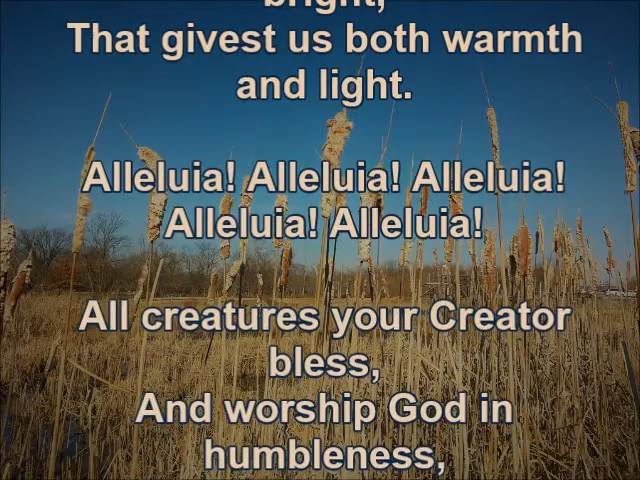 bright,
That givest us both warmth
and light.
Alleluia! Alleluia! Alleluia!
Alleluia! Alleluia!
All creatures your Creator
bless,
And worship God in
humbleness,